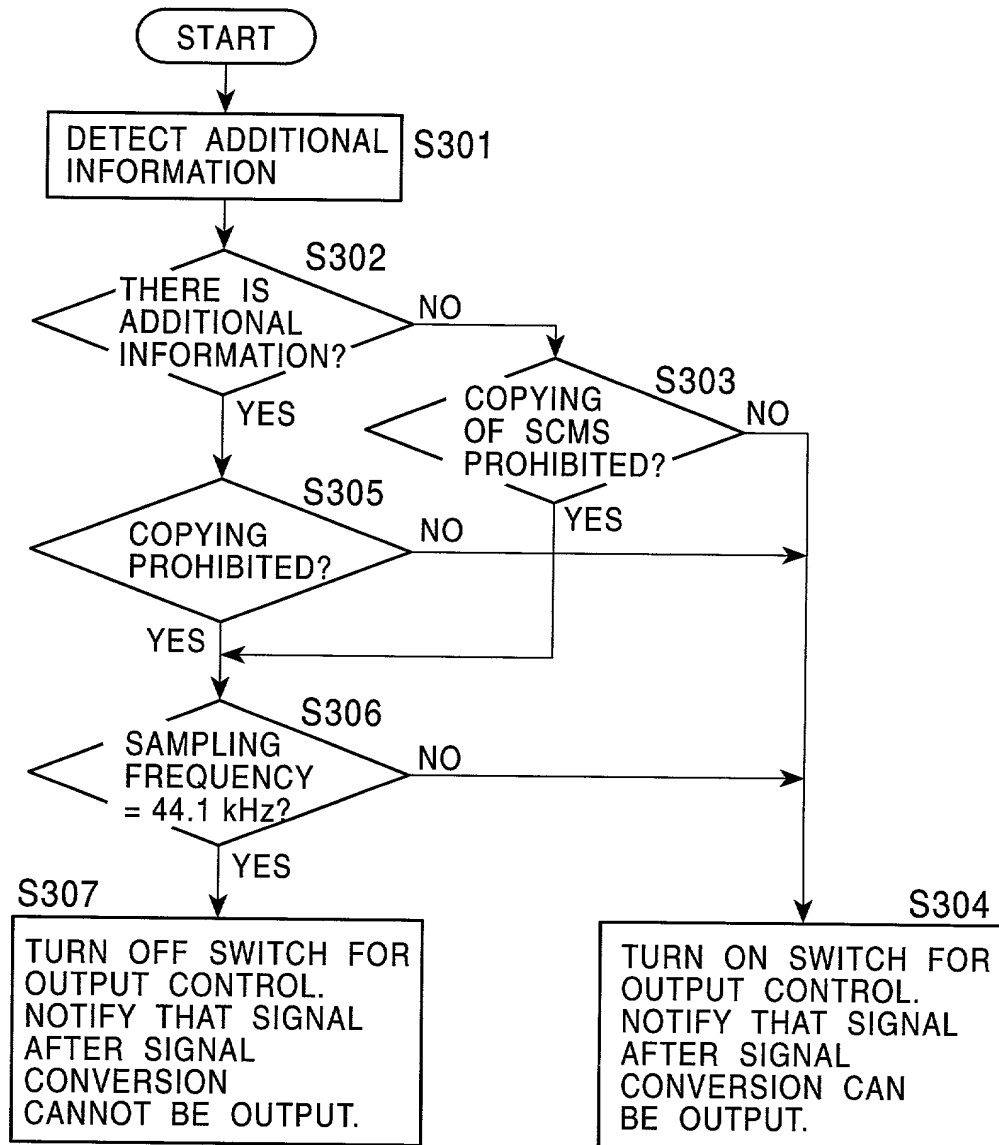 START
DETECT ADDITIONAL
INFORMATION
S301
S302
THERE IS
ADDITIONAL
INFORMATION?
NO
YES
S303
COPYING
OF SCMS
PROHIBITED?
NO
YES
S305
COPYING
PROHIBITED?
NO
YES
S306
SAMPLING
FREQUENCY
= 44.1 kHz?
NO
YES
S307
TURN OFF SWITCH FOR
OUTPUT CONTROL.
NOTIFY THAT SIGNAL
AFTER SIGNAL
CONVERSION
CANNOT BE OUTPUT.
S304
TURN ON SWITCH FOR
OUTPUT CONTROL.
NOTIFY THAT SIGNAL
AFTER SIGNAL
CONVERSION CAN
BE OUTPUT.